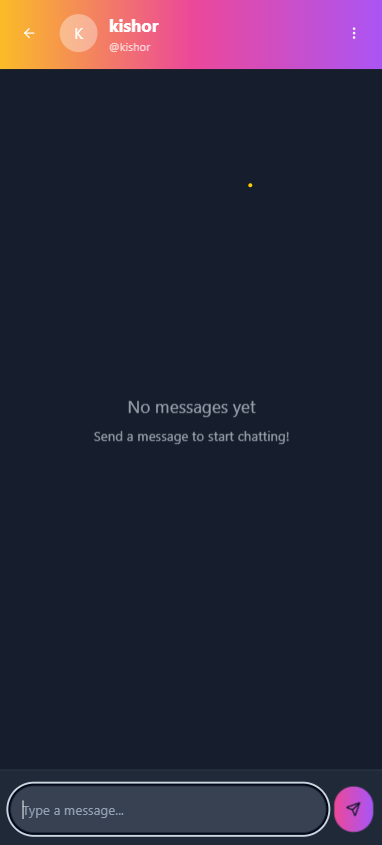 K
kishor
@kishor
No messages yet
Send a message to start chatting!
Type a message...